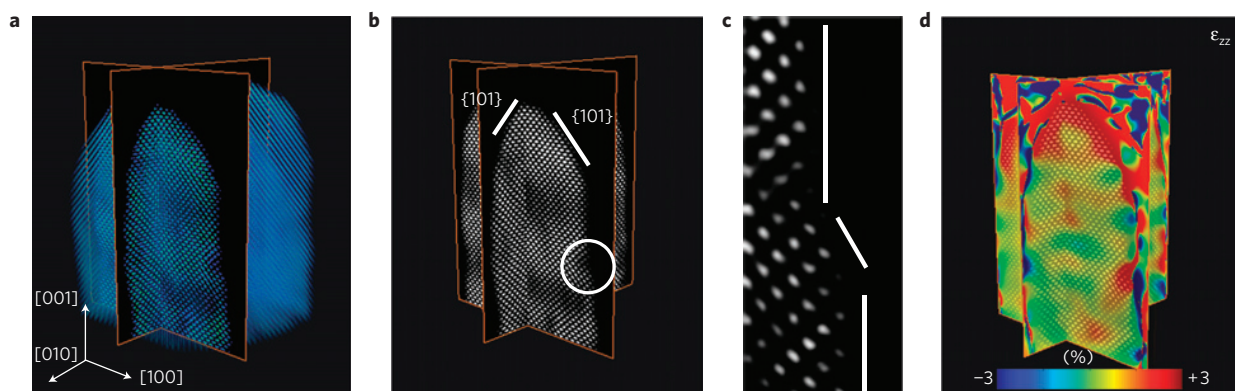 a
[001]
[010]
[100]
b
{101}
{101}
c
d
εzz
(%)
−3
+3